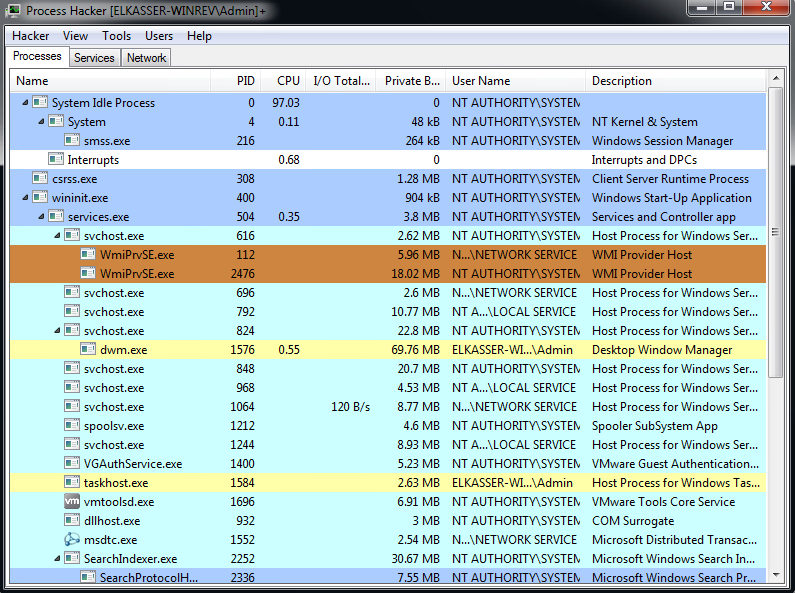 Process Hacker [ELKASSER-WINREV\Admin]+
Hacker View Tools Users Help
Processes Services Network
Name PID CPU I/O Total... Private B... User Name Description
System Idle Process 0 97.03 0 NT AUTHORITY\SYSTEM
System 4 0.11 48 kB NT AUTHORITY\SYSTEM NT Kernel & System
smss.exe 216 264 kB NT AUTHORITY\SYSTEM Windows Session Manager
Interrupts 0.68 0 Interrupts and DPCs
csrss.exe 308 1.28 MB NT AUTHORITY\SYSTEM Client Server Runtime Process
wininit.exe 400 904 kB NT AUTHORITY\SYSTEM Windows Start-Up Application
services.exe 504 0.35 3.8 MB NT AUTHORITY\SYSTEM Services and Controller app
svchost.exe 616 2.62 MB NT AUTHORITY\SYSTEM Host Process for Windows Ser...
WmiPrvSE.exe 112 5.96 MB N...\NETWORK SERVICE WMI Provider Host
WmiPrvSE.exe 2476 18.02 MB NT AUTHORITY\SYSTEM WMI Provider Host
svchost.exe 696 2.6 MB N...\NETWORK SERVICE Host Process for Windows Ser...
svchost.exe 792 10.77 MB NT A...\LOCAL SERVICE Host Process for Windows Ser...
svchost.exe 824 22.8 MB NT AUTHORITY\SYSTEM Host Process for Windows Ser...
dwm.exe 1576 0.55 69.76 MB ELKASSER-WI...\Admin Desktop Window Manager
svchost.exe 848 20.7 MB NT AUTHORITY\SYSTEM Host Process for Windows Ser...
svchost.exe 968 4.53 MB NT A...\LOCAL SERVICE Host Process for Windows Ser...
svchost.exe 1064 120 B/s 8.77 MB N...\NETWORK SERVICE Host Process for Windows Ser...
spoolsv.exe 1212 4.6 MB NT AUTHORITY\SYSTEM Spooler SubSystem App
svchost.exe 1244 8.93 MB NT A...\LOCAL SERVICE Host Process for Windows Ser...
VGAuthService.exe 1400 5.23 MB NT AUTHORITY\SYSTEM VMware Guest Authentication...
taskhost.exe 1584 2.63 MB ELKASSER-WI...\Admin Host Process for Windows Tas...
vm vmtoolsd.exe 1696 6.91 MB NT AUTHORITY\SYSTEM VMware Tools Core Service
dllhost.exe 932 3 MB NT AUTHORITY\SYSTEM COM Surrogate
msdtc.exe 1552 2.54 MB N...\NETWORK SERVICE Microsoft Distributed Transac...
SearchIndexer.exe 2252 30.67 MB NT AUTHORITY\SYSTEM Microsoft Windows Search In...
SearchProtocolH... 2336 7.55 MB NT AUTHORITY\SYSTEM Microsoft Windows Search Pr...